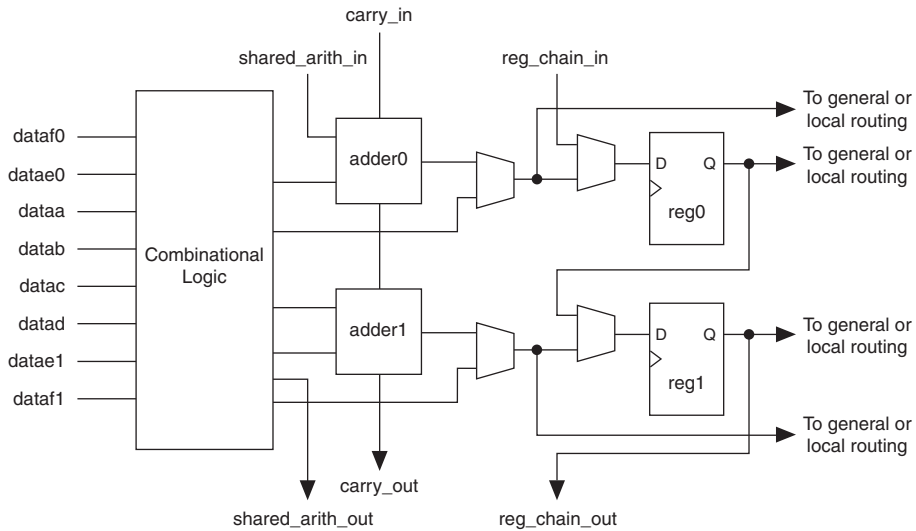 carry_in
shared_arith_in
reg_chain_in
dataf0
datae0
dataa
datab
datac
datad
datae1
dataf1
Combinational
Logic
adder0
adder1
D
Q
reg0
D
Q
reg1
To general or
local routing
To general or
local routing
To general or
local routing
To general or
local routing
carry_out
shared_arith_out
reg_chain_out